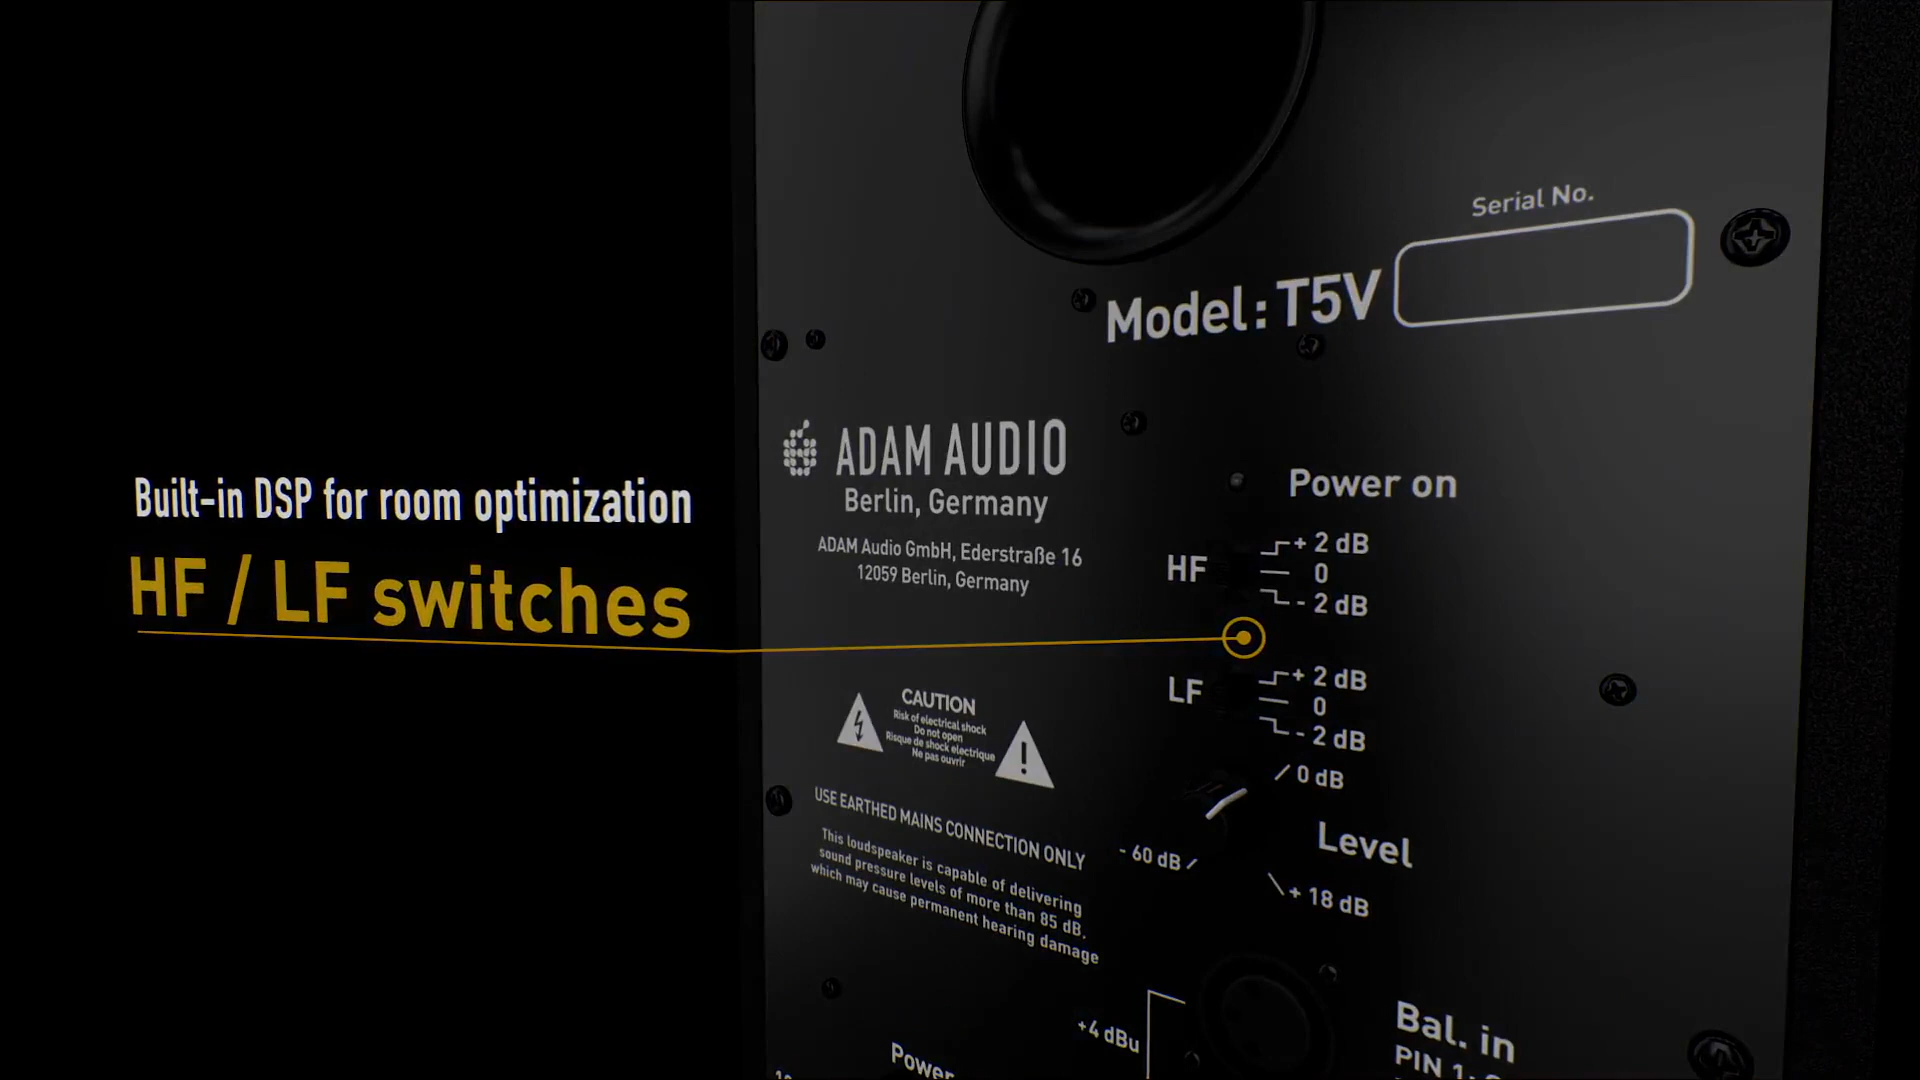 Serial No.
Model: T5V
ADAM AUDIO
Berlin, Germany
ADAM Audio GmbH, Ederstraße 16
12059 Berlin, Germany
Built-in DSP for room optimization
HF / LF switches
Power on
HF
+ 2 dB
0
- 2 dB
LF
+ 2 dB
0
- 2 dB
CAUTION
Risk of electrical shock
Do not open
Risque de shock electrique
Ne pas ouvrir
0 dB
Level
- 60 dB
+ 18 dB
USE EARTHED MAINS CONNECTION ONLY
This loudspeaker is capable of delivering
sound pressure levels of more than 85 dB.
which may cause permanent hearing damage
+4 dBu
Bal. in
PIN 1:
Power